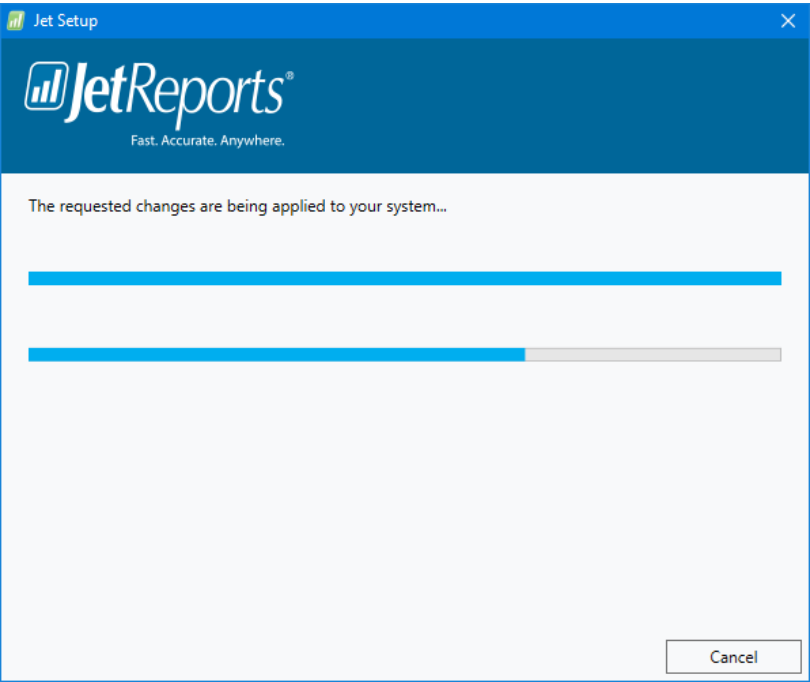 Jet Setup
JetReports®
Fast. Accurate. Anywhere.
The requested changes are being applied to your system...
Cancel